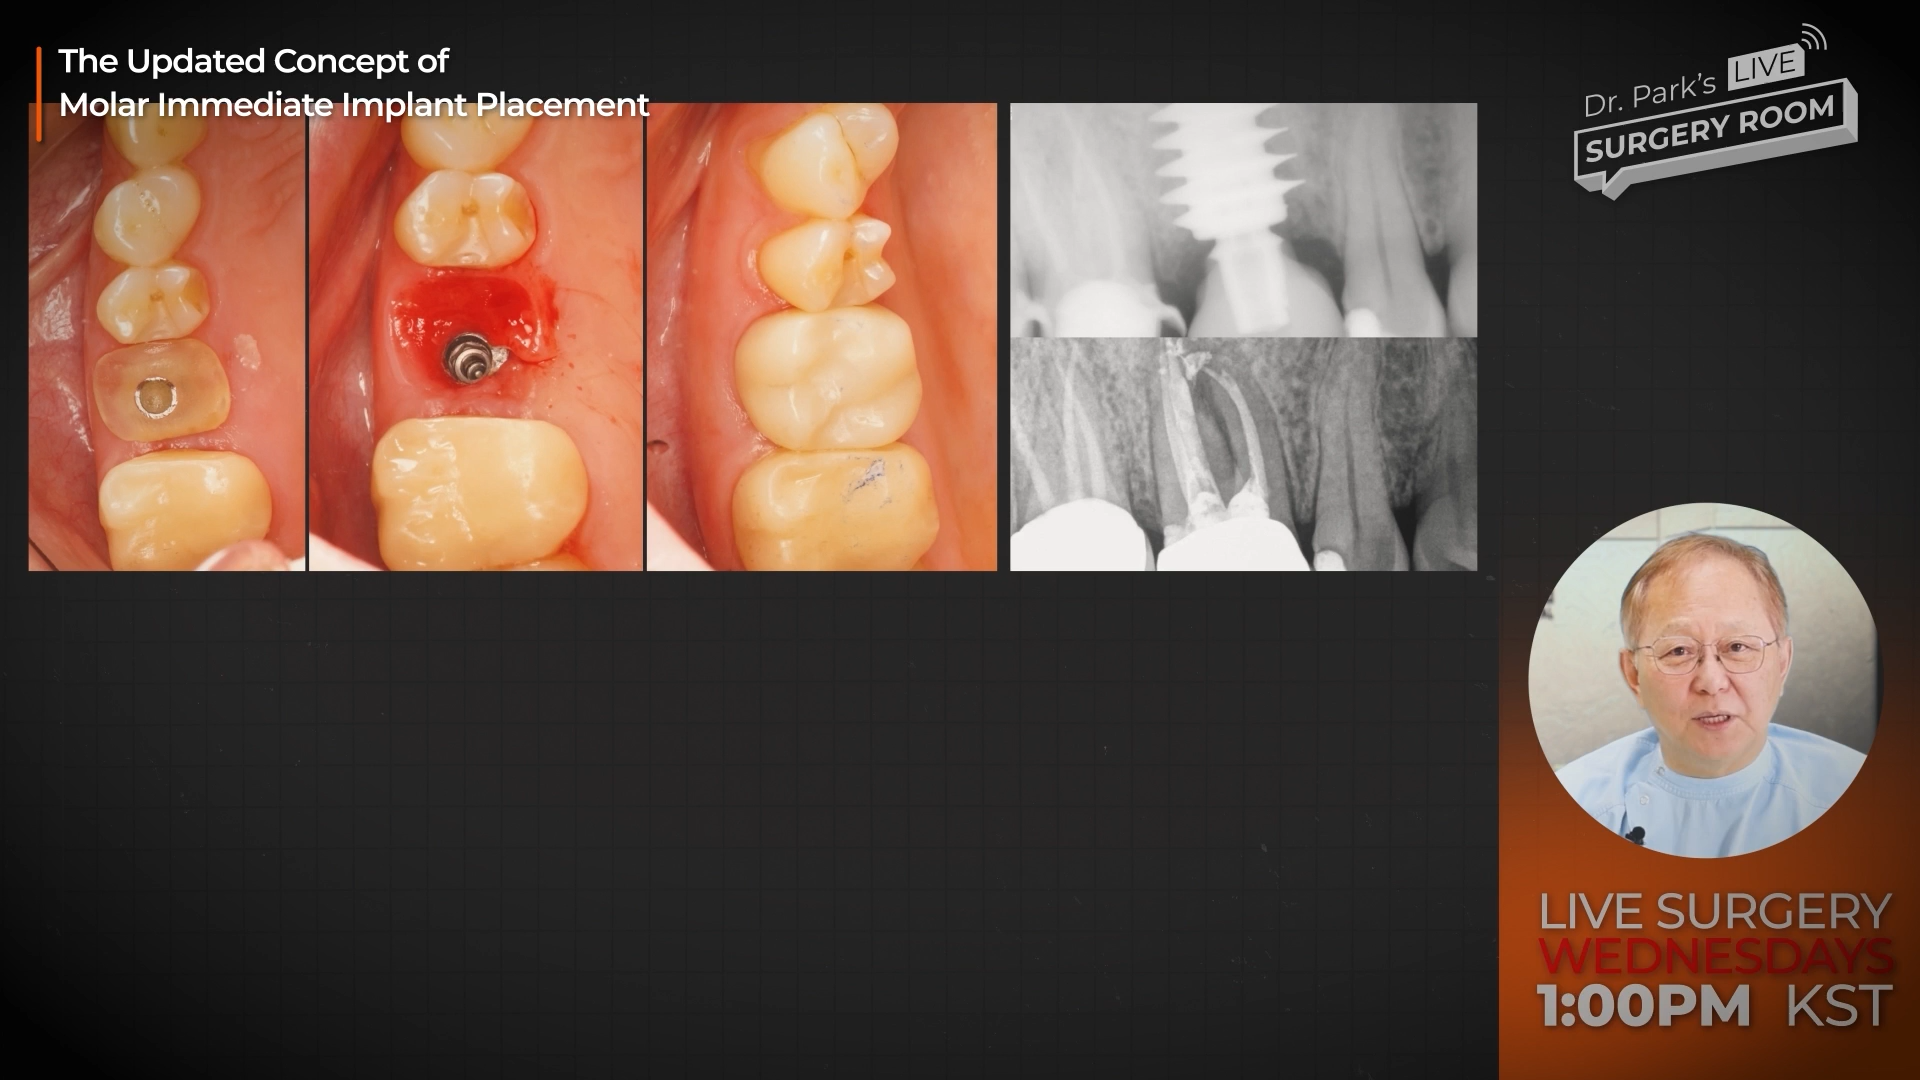 The Updated Concept of
Molar Immediate Implant Placement
Dr. Park's LIVE
SURGERY ROOM
LIVE SURGERY
WEDNESDAYS
1:00PM KST